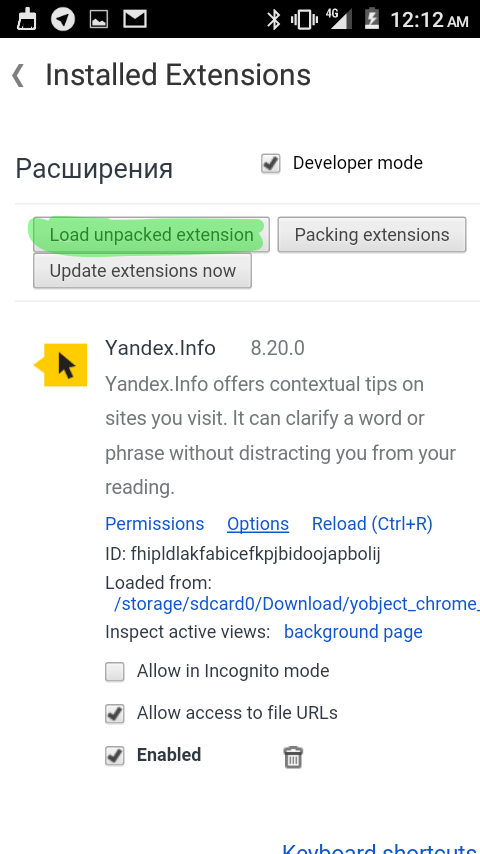 4G 12:12 AM
Installed Extensions
Расширения Developer mode
Load unpacked extension Packing extensions
Update extensions now
Yandex.Info 8.20.0
Yandex.Info offers contextual tips on
sites you visit. It can clarify a word or
phrase without distracting you from your
reading.
Permissions Options Reload (Ctrl+R)
ID: fhipldlakfabicefkpjbidoojapbolij
Loaded from:
/storage/sdcard0/Download/yobject_chrome_
Inspect active views: background page
Allow in Incognito mode
Allow access to file URLs
Enabled
Keyboard shortcuts